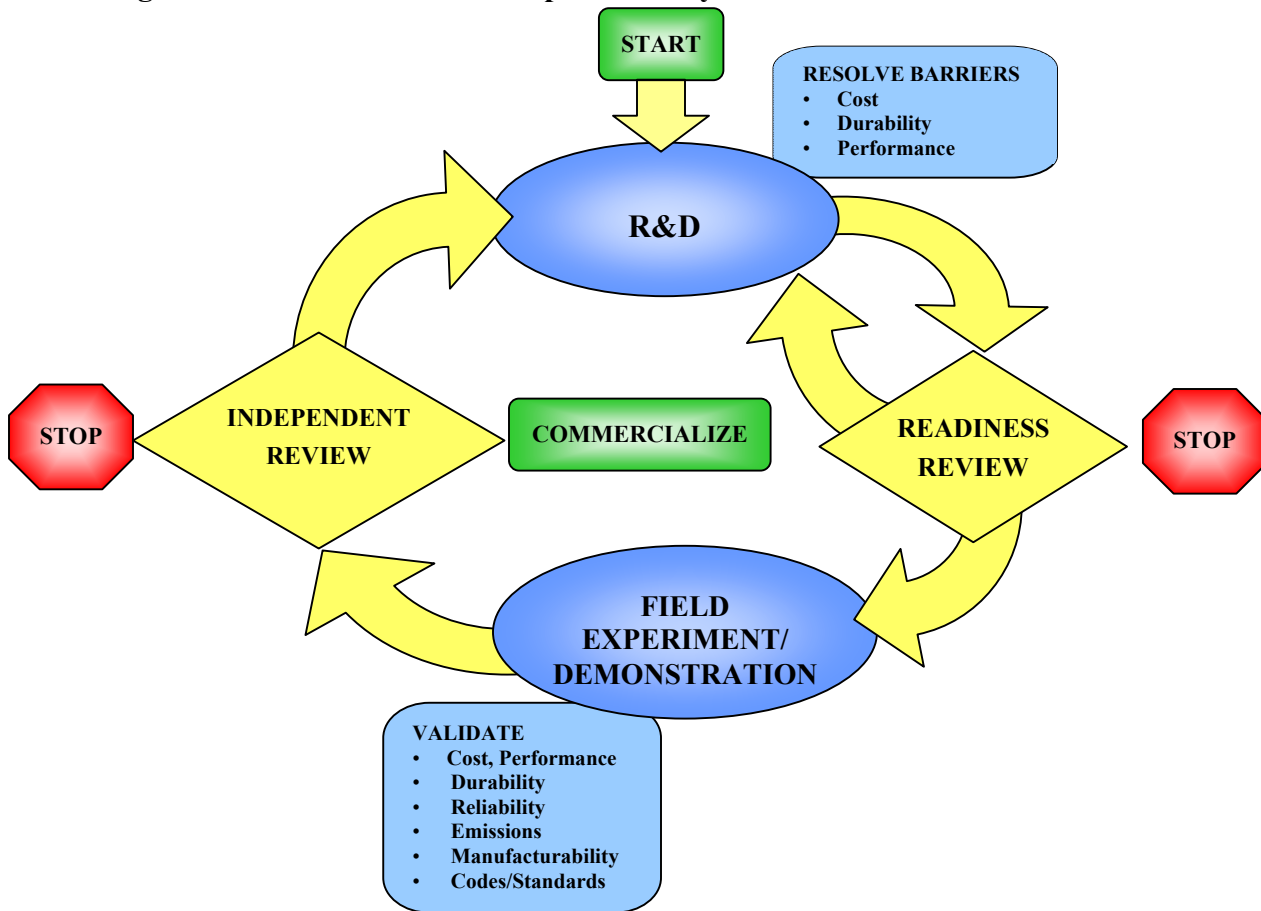 START
RESOLVE BARRIERS
• Cost
• Durability
• Performance
R&D
STOP
INDEPENDENT
REVIEW
COMMERCIALIZE
READINESS
REVIEW
STOP
FIELD
EXPERIMENT/
DEMONSTRATION
VALIDATE
• Cost, Performance
• Durability
• Reliability
• Emissions
• Manufacturability
• Codes/Standards